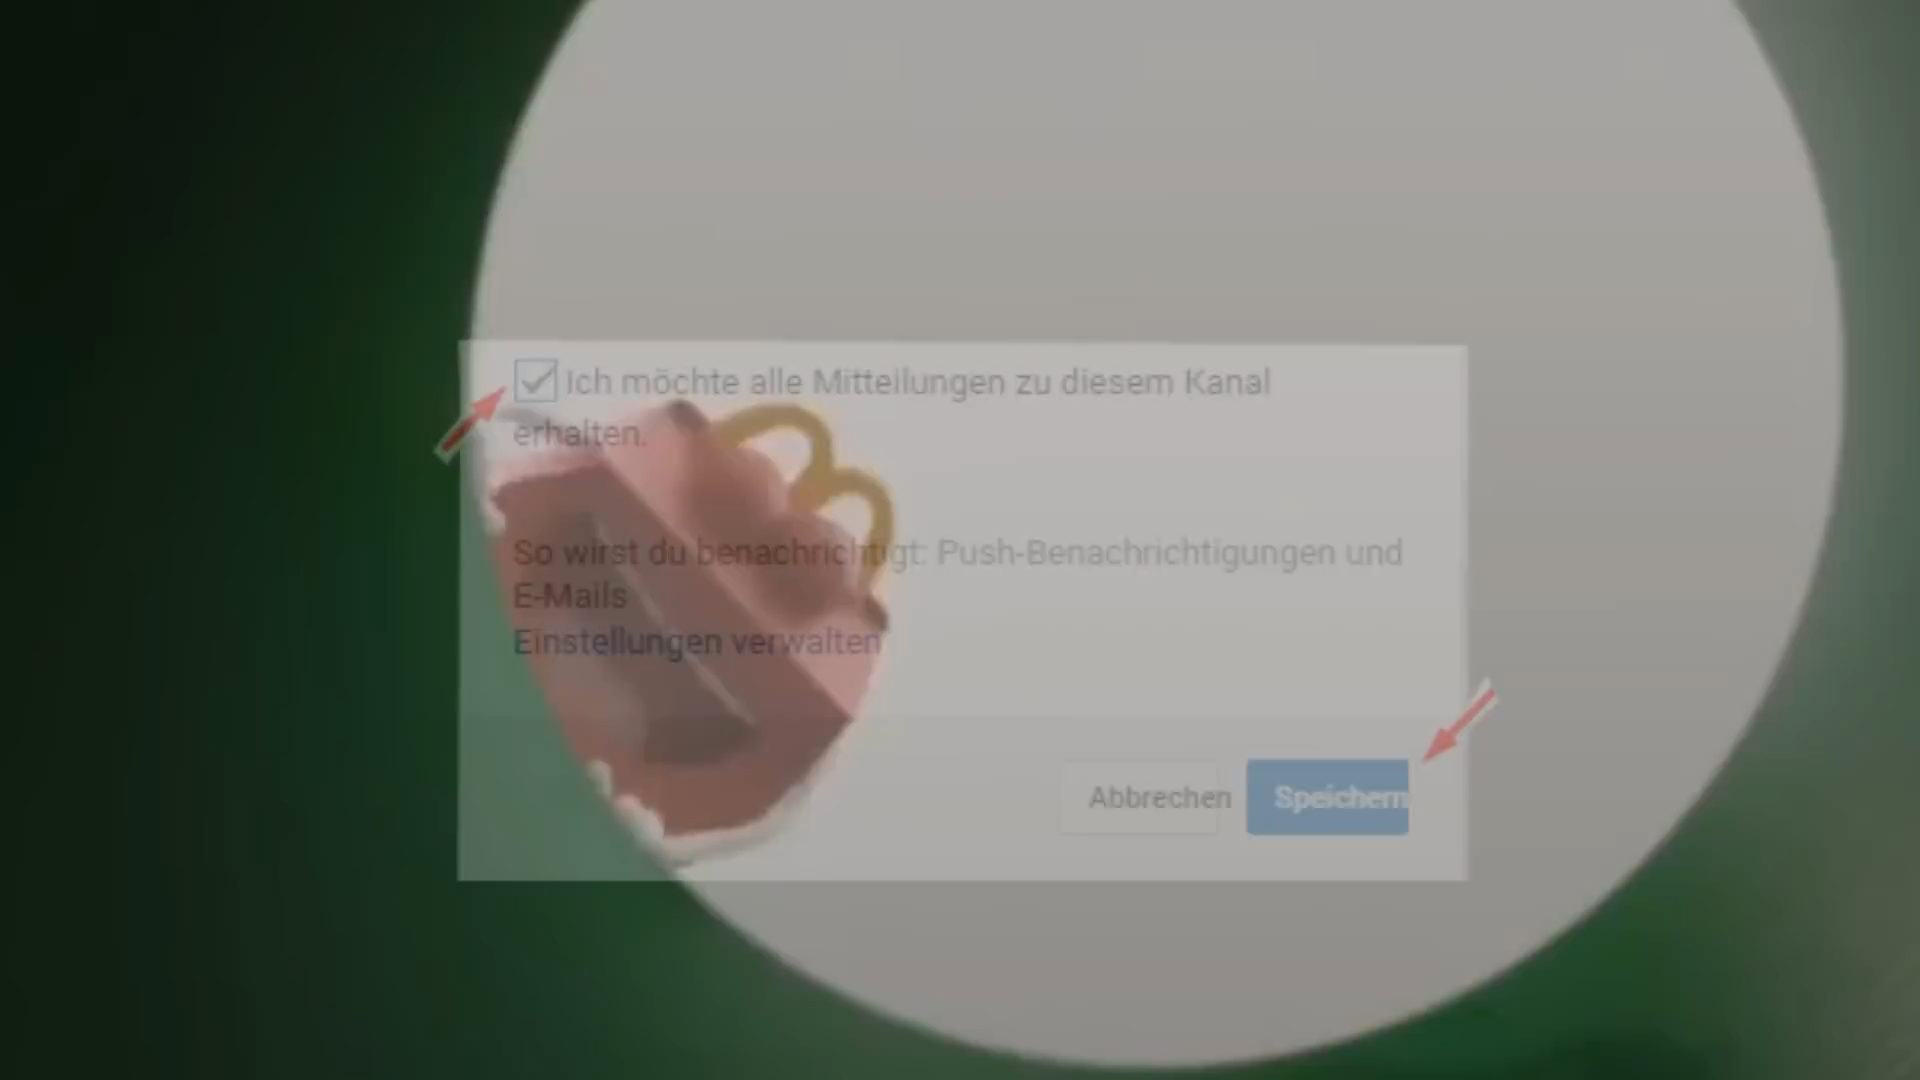 Ich möchte alle Mitteilungen zu diesem Kanal
erhalten.
So wirst du benachrichtigt: Push-Benachrichtigungen und
E-Mails
Einstellungen verwalten
Abbrechen
Speichern